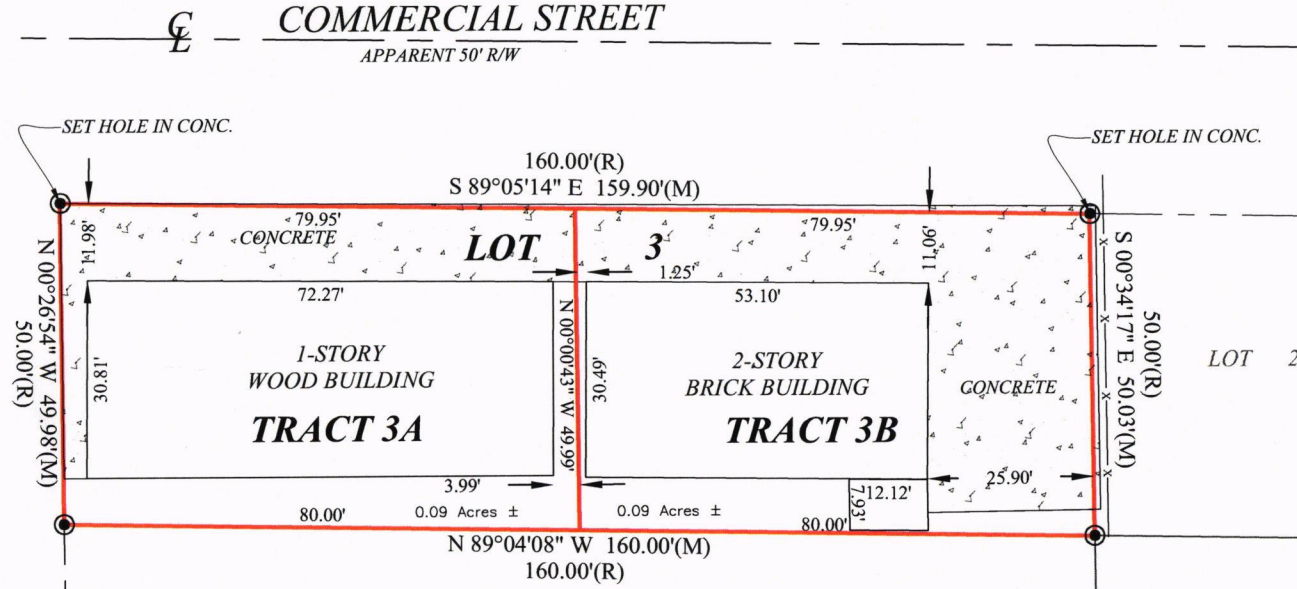 ℄ COMMERCIAL STREET
APPARENT 50' R/W
SET HOLE IN CONC.
SET HOLE IN CONC.
160.00'(R)
S 89°05'14" E 159.90'(M)
79.95'
79.95'
CONCRETE
11.98'
11.06'
LOT 3
1.25'
72.27'
53.10'
N 00°26'54" W 49.98'(M)
50.00'(R)
30.81'
1-STORY
WOOD BUILDING
TRACT 3A
N 00°00'43" W 49.99'
30.49'
2-STORY
BRICK BUILDING
TRACT 3B
CONCRETE
S 00°34'17" E 50.03'(M)
50.00'(R)
X
X
X
X
LOT 2
3.99'
12.12'
7.93'
25.90'
80.00'
0.09 Acres ±
0.09 Acres ±
80.00'
N 89°04'08" W 160.00'(M)
160.00'(R)